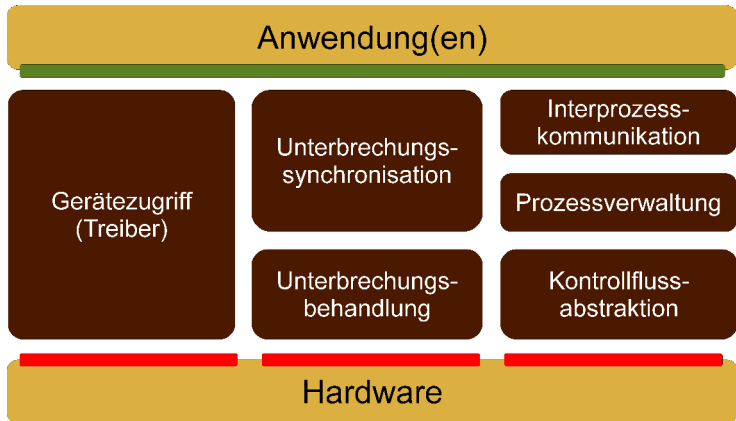 Anwendung(en)
Gerätezugriff
(Treiber)
Unterbrechungs-
synchronisation
Unterbrechungs-
behandlung
Interprozess-
kommunikation
Prozessverwaltung
Kontrollfluss-
abstraktion
Hardware